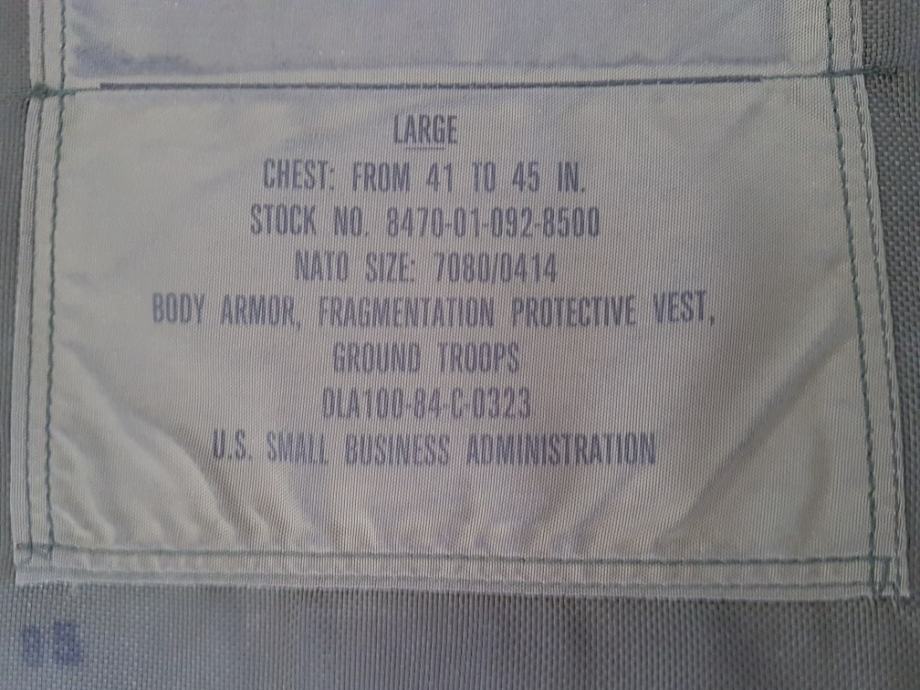 LARGE
CHEST: FROM 41 TO 45 IN.
STOCK NO. 8470-01-092-8500
NATO SIZE: 7080/0414
BODY ARMOR, FRAGMENTATION PROTECTIVE VEST,
GROUND TROOPS
DLA100-84-C-0323
U.S. SMALL BUSINESS ADMINISTRATION